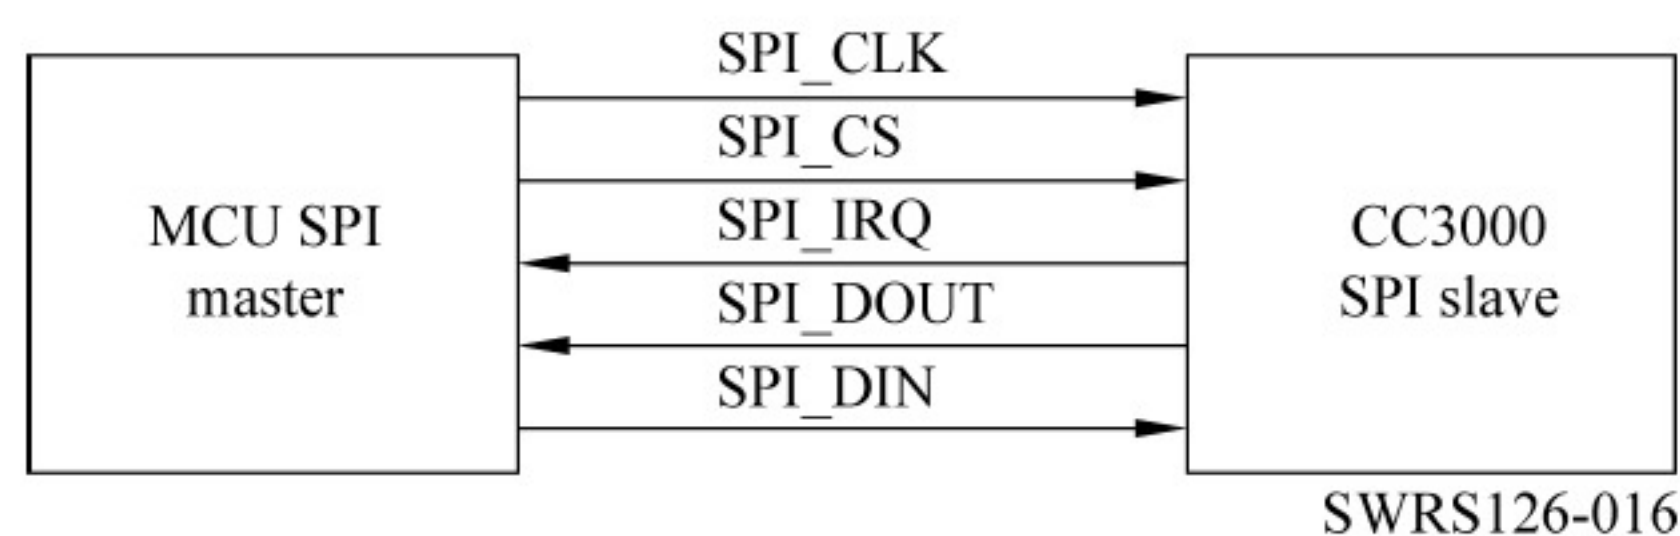 SPI_CLK
SPI_CS
SPI_IRQ
SPI_DOUT
SPI_DIN
MCU SPI
master
CC3000
SPI slave
SWRS126-016